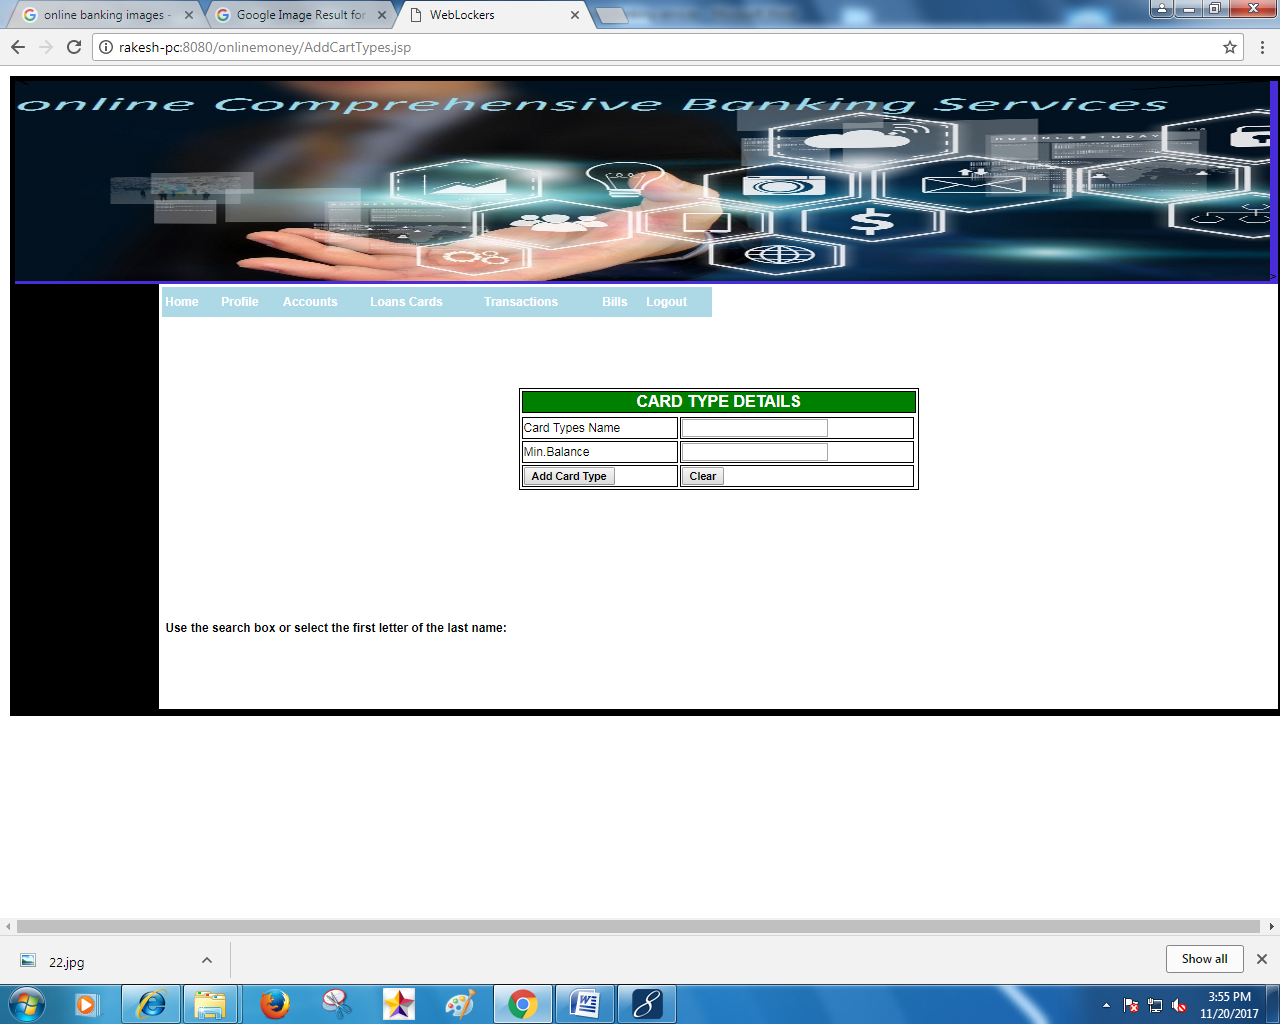 online banking images -
Google Image Result for
WebLockers
rakesh-pc:8080/onlinemoney/AddCartTypes.jsp
online Comprehensive Banking Services
BUSINESS TODAY
Home Profile Accounts Loans Cards Transactions Bills Logout
CARD TYPE DETAILS
Card Types Name
Min.Balance
Add Card Type Clear
Use the search box or select the first letter of the last name:
22.jpg
Show all
3:55 PM
11/20/2017